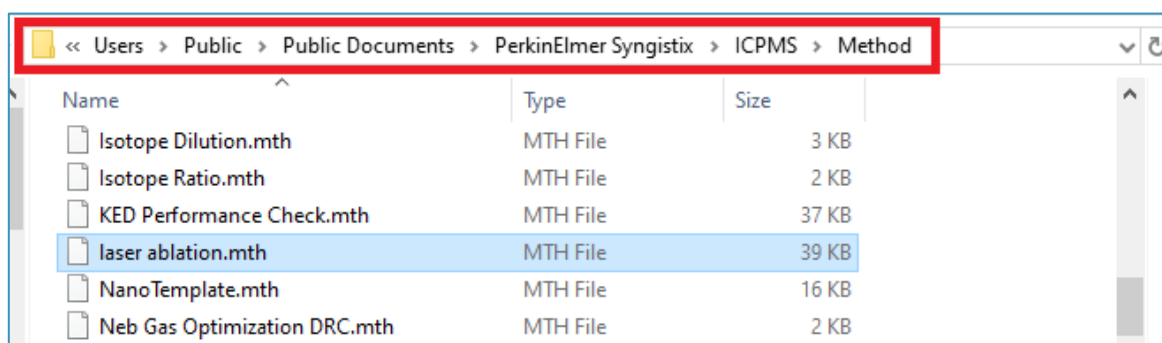 « Users > Public > Public Documents > PerkinElmer Syngistix > ICPMS > Method
Name Type Size
Isotope Dilution.mth MTH File 3 KB
Isotope Ratio.mth MTH File 2 KB
KED Performance Check.mth MTH File 37 KB
laser ablation.mth MTH File 39 KB
NanoTemplate.mth MTH File 16 KB
Neb Gas Optimization DRC.mth MTH File 2 KB